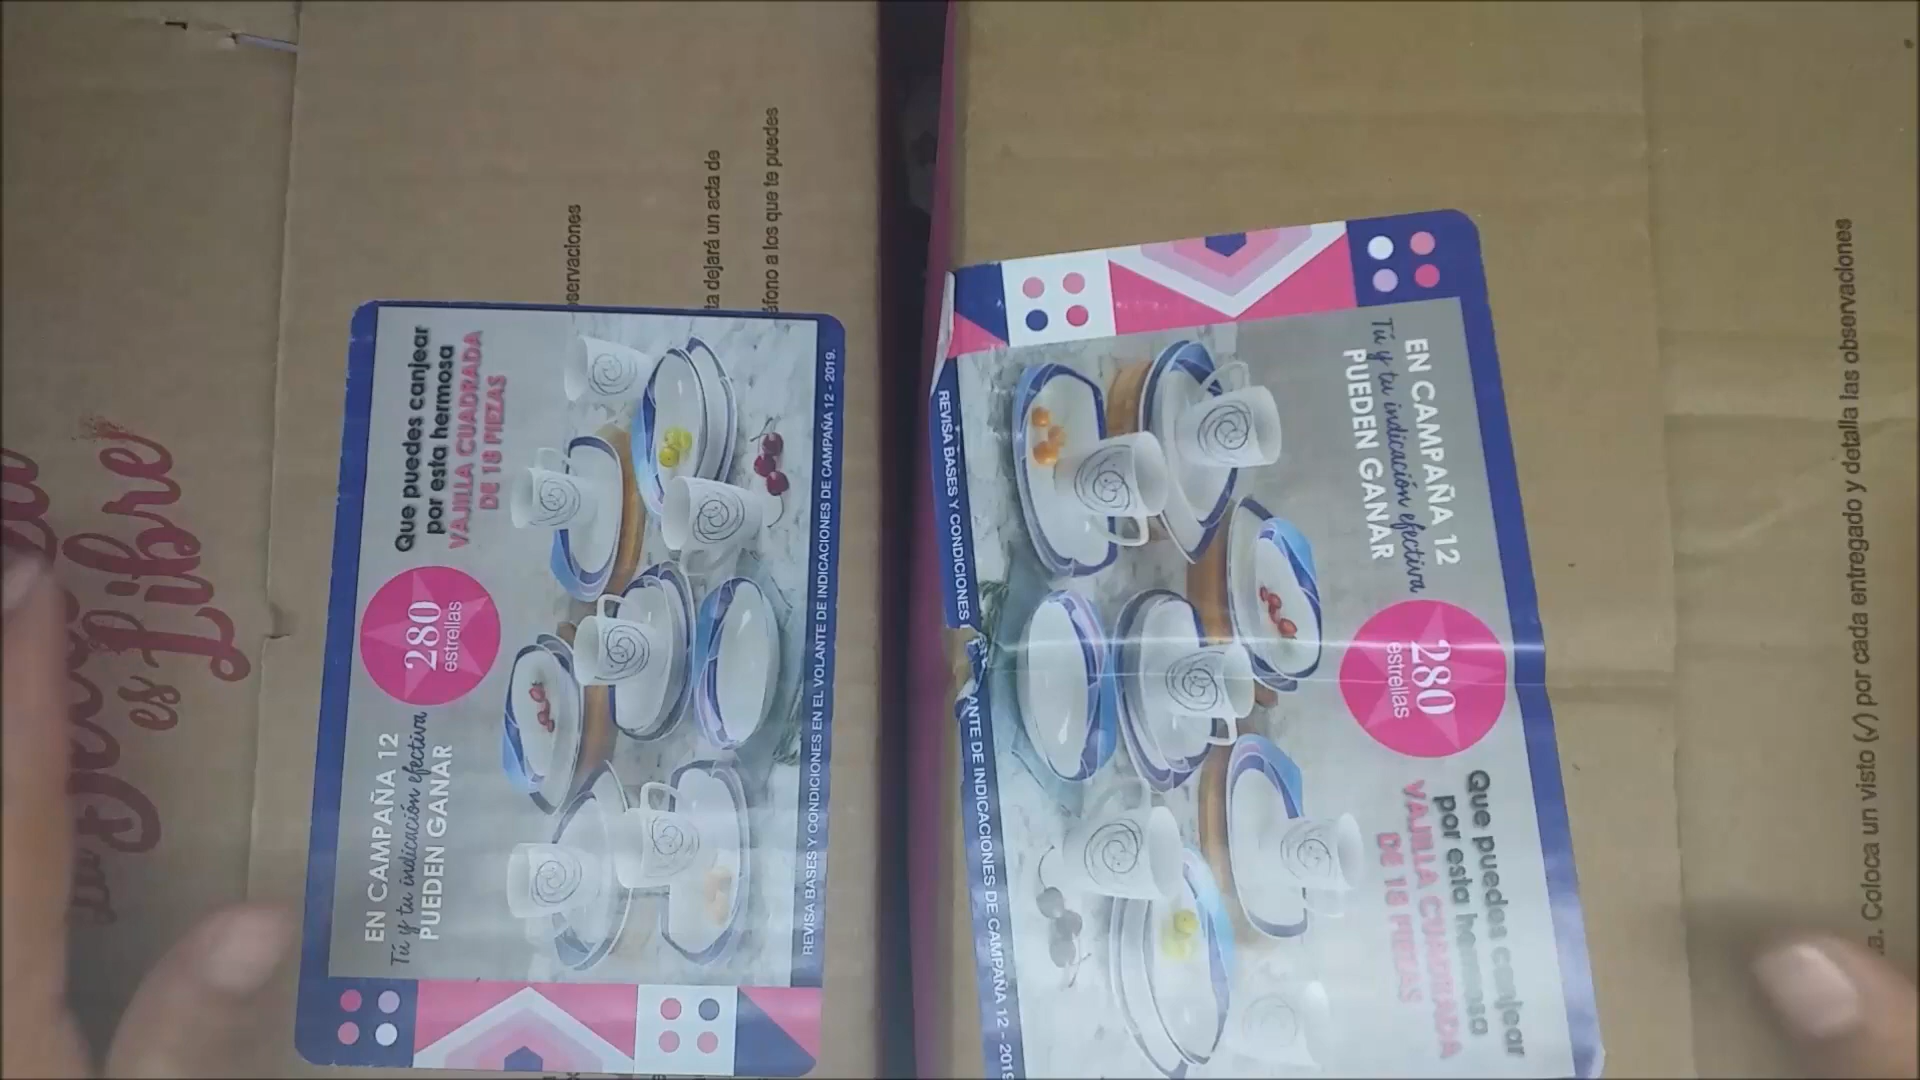 es Libre
servaciones
ta dejará un acta de
éfono a los que te puedes
EN CAMPAÑA 12
Tú y tu indicación efectiva
PUEDEN GANAR
280
estrellas
Que puedes canjear
por esta hermosa
VAJILLA CUADRADA
DE 18 PIEZAS
REVISA BASES Y CONDICIONES EN EL VOLANTE DE INDICACIONES DE CAMPAÑA 12 - 2019.
EN CAMPAÑA 12
Tú y tu indicación efectiva
PUEDEN GANAR
280
estrellas
Que puedes canjear
por esta hermosa
VAJILLA CUADRADA
DE 18 PIEZAS
REVISA BASES Y CONDICIONES E
ANTE DE INDICACIONES DE CAMPAÑA 12 - 2019
a. Coloca un visto (✓) por cada entregado y detalla las observaciones